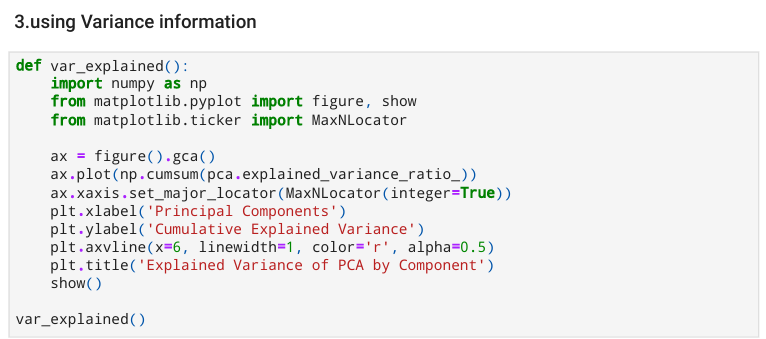 3.using Variance information
def var_explained():
    import numpy as np
    from matplotlib.pyplot import figure, show
    from matplotlib.ticker import MaxNLocator

    ax = figure().gca()
    ax.plot(np.cumsum(pca.explained_variance_ratio_))
    ax.xaxis.set_major_locator(MaxNLocator(integer=True))
    plt.xlabel('Principal Components')
    plt.ylabel('Cumulative Explained Variance')
    plt.axvline(x=6, linewidth=1, color='r', alpha=0.5)
    plt.title('Explained Variance of PCA by Component')
    show()

var_explained()